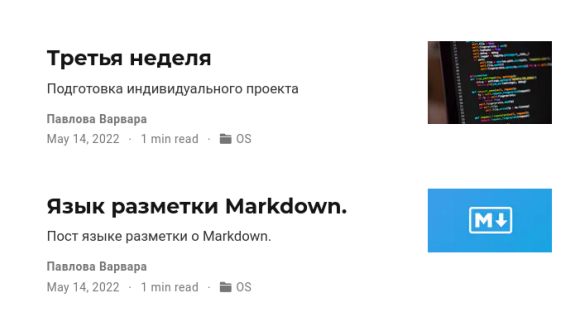 Третья неделя
Подготовка индивидуального проекта
Павлова Варвара
May 14, 2022 · 1 min read · OS
Язык разметки Markdown.
Пост языке разметки о Markdown.
Павлова Варвара
May 14, 2022 · 1 min read · OS
M